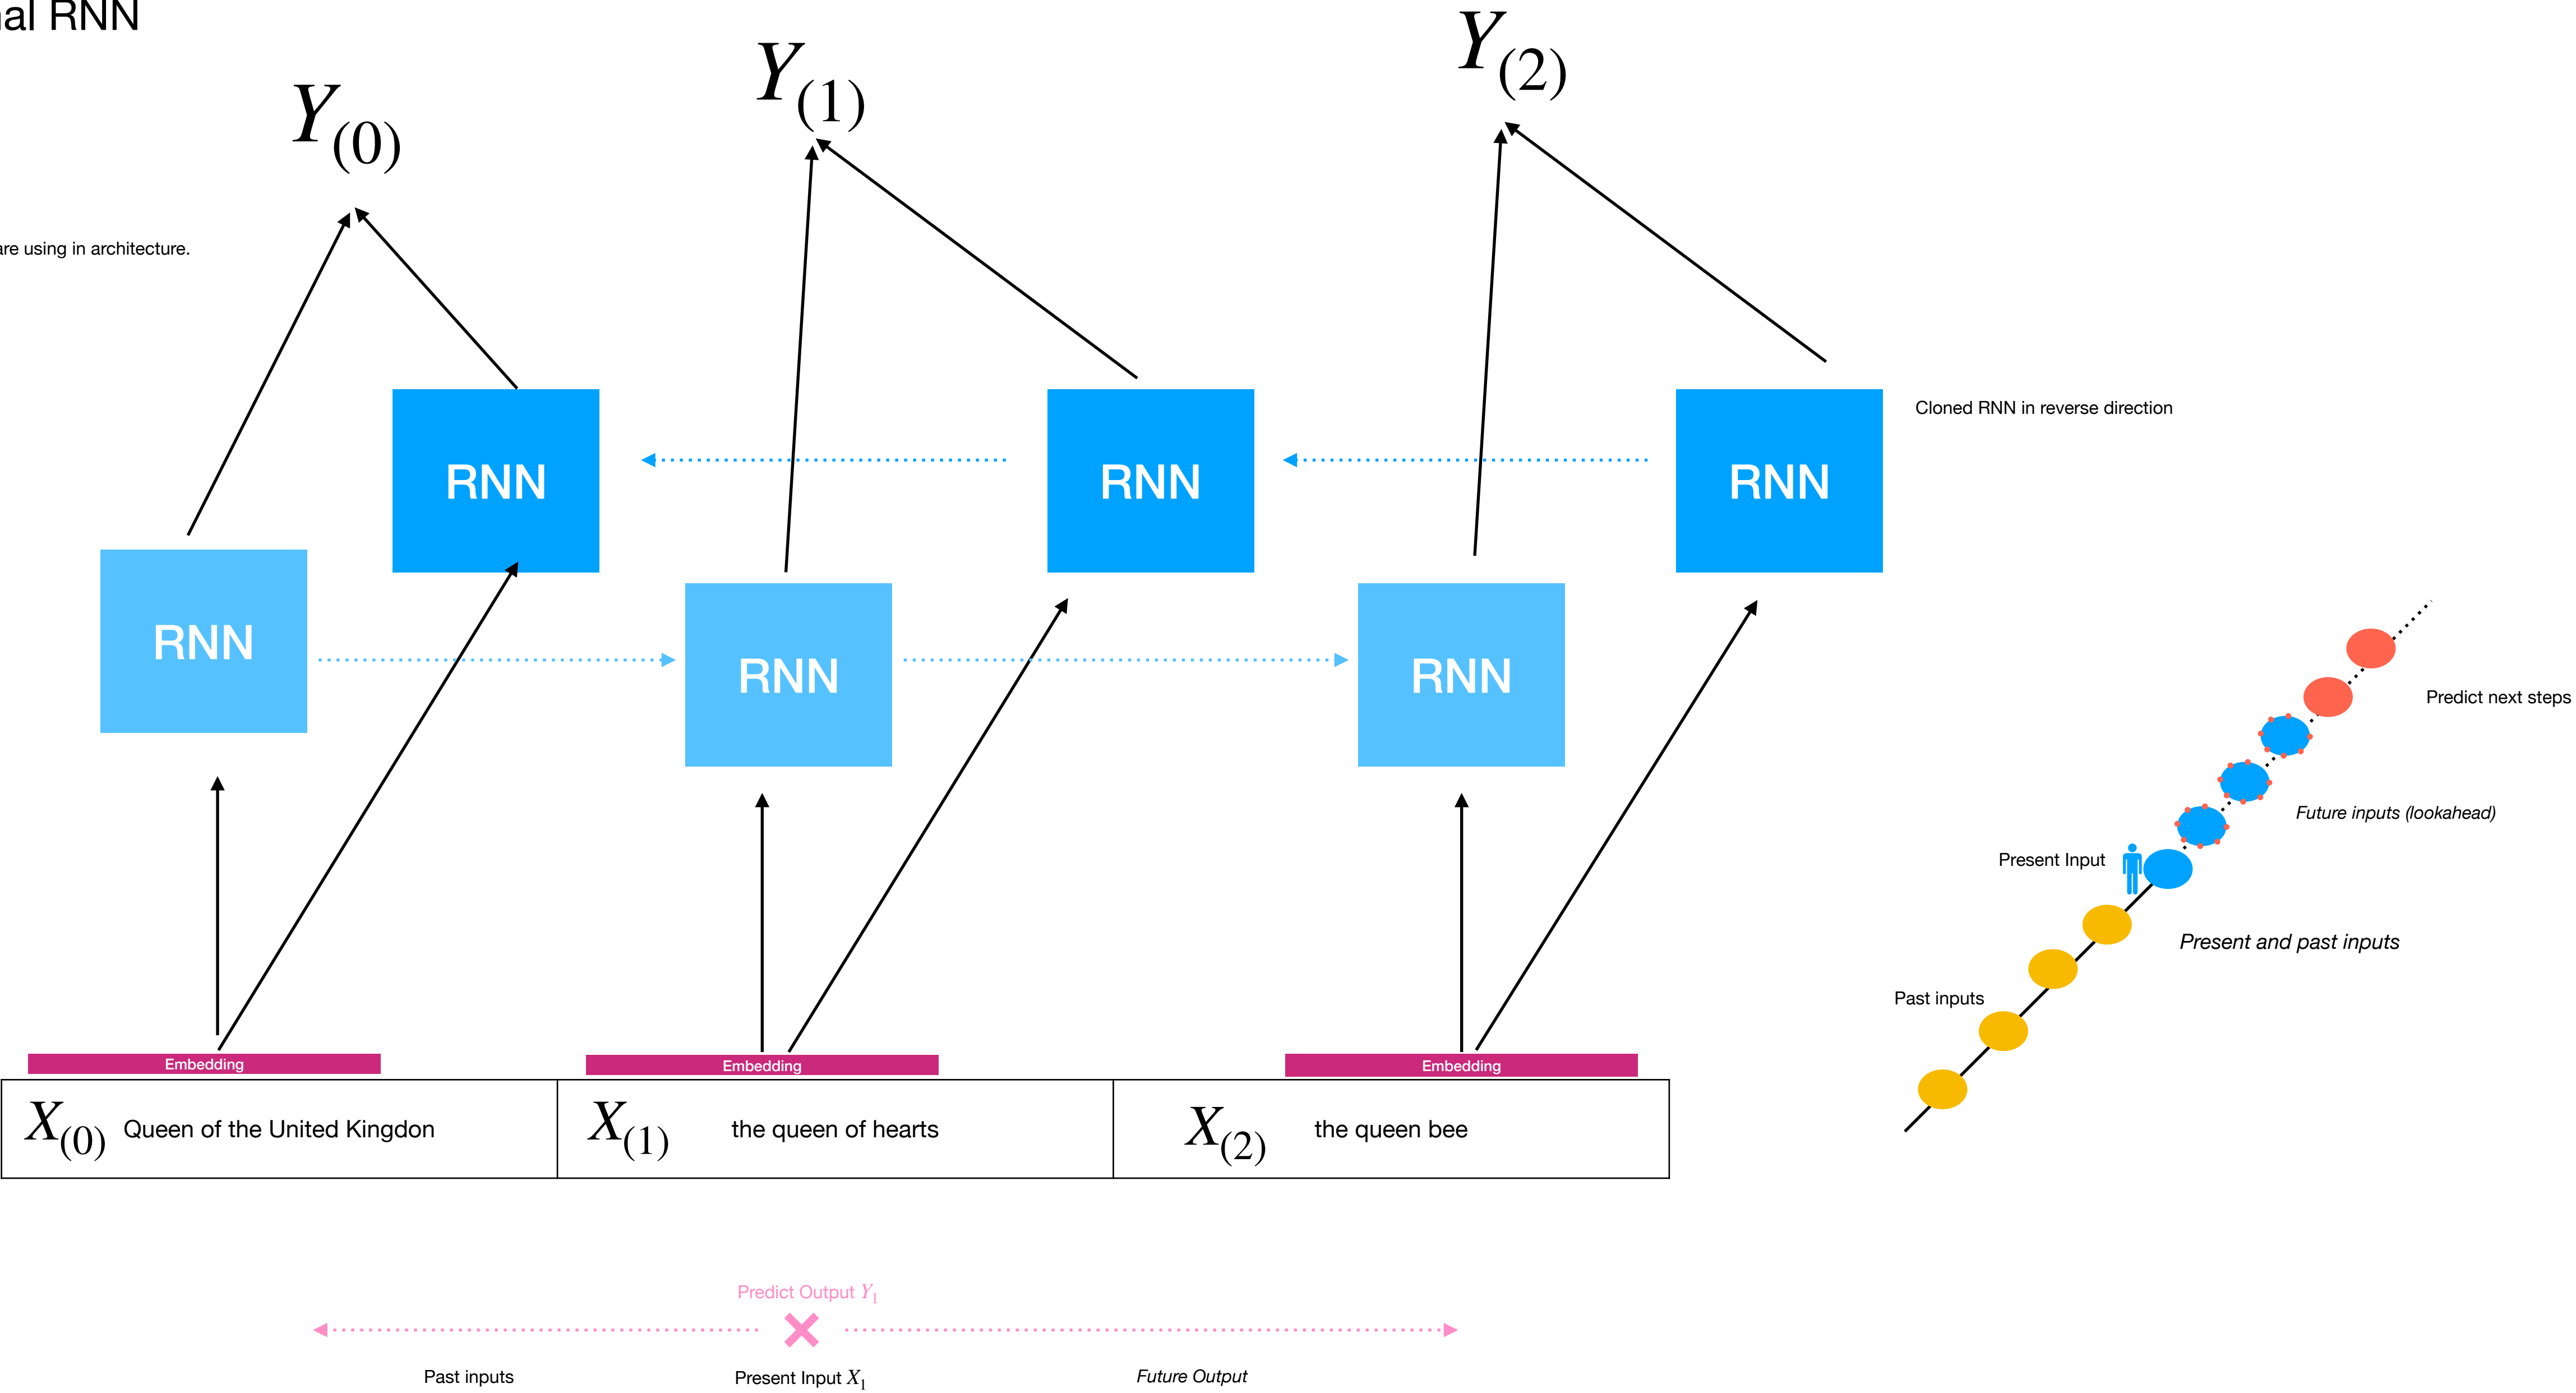 al RNN
Y(0)
Y(1)
Y(2)
are using in architecture.
Cloned RNN in reverse direction
RNN
RNN
RNN
RNN
RNN
RNN
Predict next steps
Future inputs (lookahead)
Present Input
Present and past inputs
Past inputs
Embedding
Embedding
Embedding
X(0) Queen of the United Kingdon
X(1) the queen of hearts
X(2) the queen bee
Predict Output Y1
Past inputs
Present Input X1
Future Output